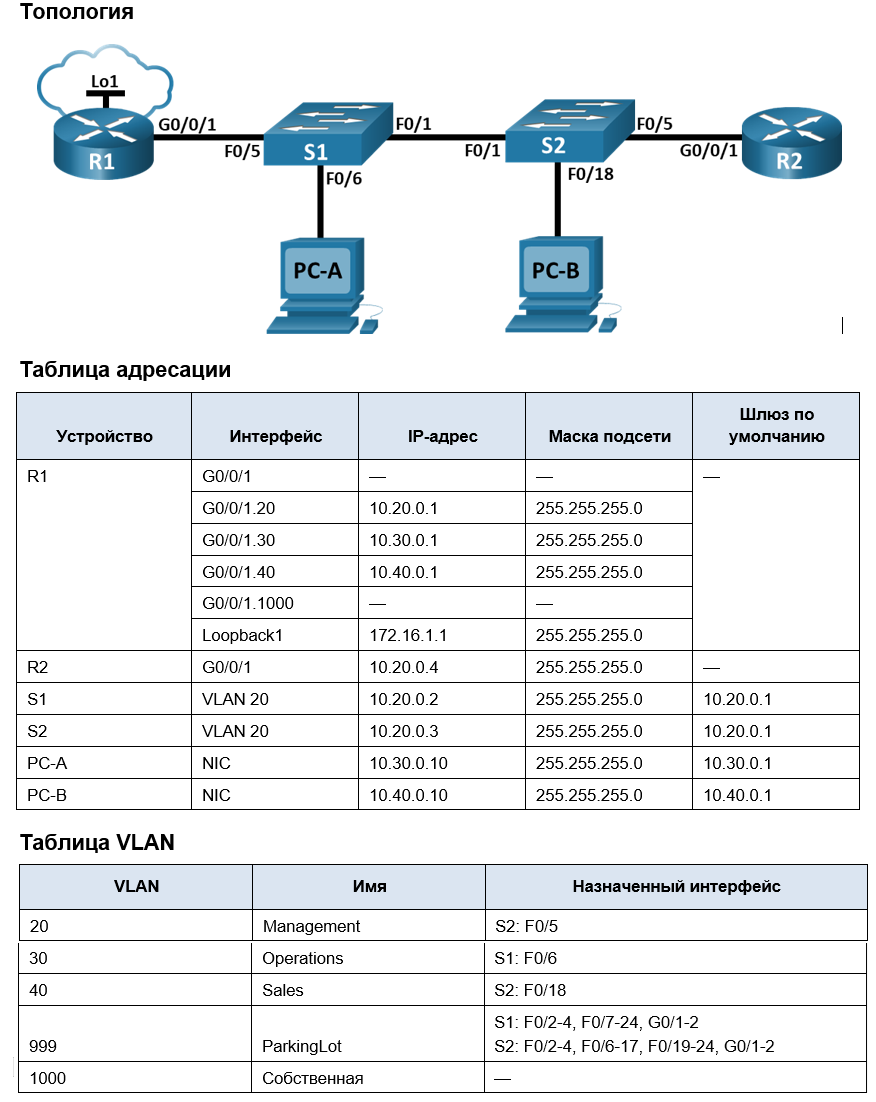 Топология
Lo1
R1
G0/0/1
F0/5
S1
F0/1
F0/6
F0/1
S2
F0/5
F0/18
G0/0/1
R2
PC-A
PC-B
Таблица адресации
Устройство Интерфейс IP-адрес Маска подсети Шлюз по
умолчанию
R1 G0/0/1 — — —
G0/0/1.20 10.20.0.1 255.255.255.0
G0/0/1.30 10.30.0.1 255.255.255.0
G0/0/1.40 10.40.0.1 255.255.255.0
G0/0/1.1000 — —
Loopback1 172.16.1.1 255.255.255.0
R2 G0/0/1 10.20.0.4 255.255.255.0 —
S1 VLAN 20 10.20.0.2 255.255.255.0 10.20.0.1
S2 VLAN 20 10.20.0.3 255.255.255.0 10.20.0.1
PC-A NIC 10.30.0.10 255.255.255.0 10.30.0.1
PC-B NIC 10.40.0.10 255.255.255.0 10.40.0.1
Таблица VLAN
VLAN Имя Назначенный интерфейс
20 Management S2: F0/5
30 Operations S1: F0/6
40 Sales S2: F0/18
S1: F0/2-4, F0/7-24, G0/1-2
999 ParkingLot S2: F0/2-4, F0/6-17, F0/19-24, G0/1-2
1000 Собственная —